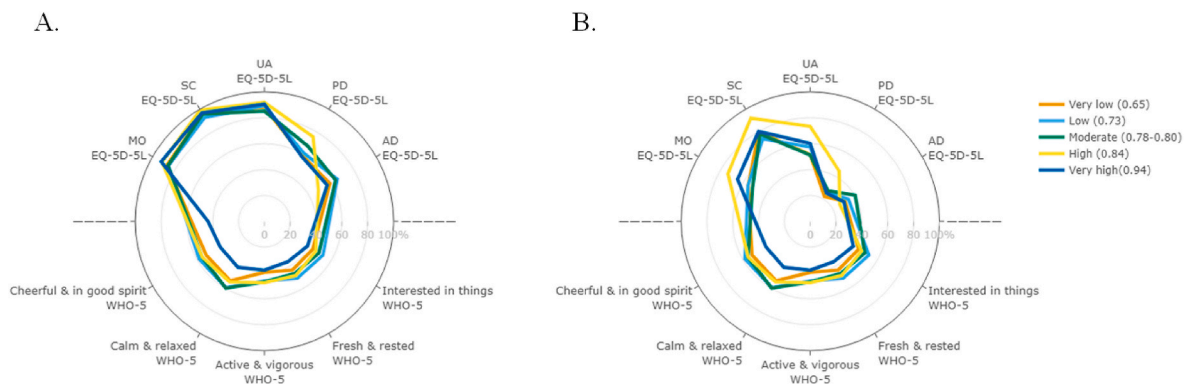 A.
UA
EQ-5D-5L
SC
EQ-5D-5L
PD
EQ-5D-5L
MO
EQ-5D-5L
AD
EQ-5D-5L
0 20 40 60 80 100%
Cheerful & in good spirit
WHO-5
Interested in things
WHO-5
Calm & relaxed
WHO-5
Fresh & rested
WHO-5
Active & vigorous
WHO-5
B.
UA
EQ-5D-5L
SC
EQ-5D-5L
PD
EQ-5D-5L
MO
EQ-5D-5L
AD
EQ-5D-5L
0 20 40 60 80 100%
Cheerful & in good spirit
WHO-5
Interested in things
WHO-5
Calm & relaxed
WHO-5
Fresh & rested
WHO-5
Active & vigorous
WHO-5
Very low (0.65)
Low (0.73)
Moderate (0.78-0.80)
High (0.84)
Very high(0.94)